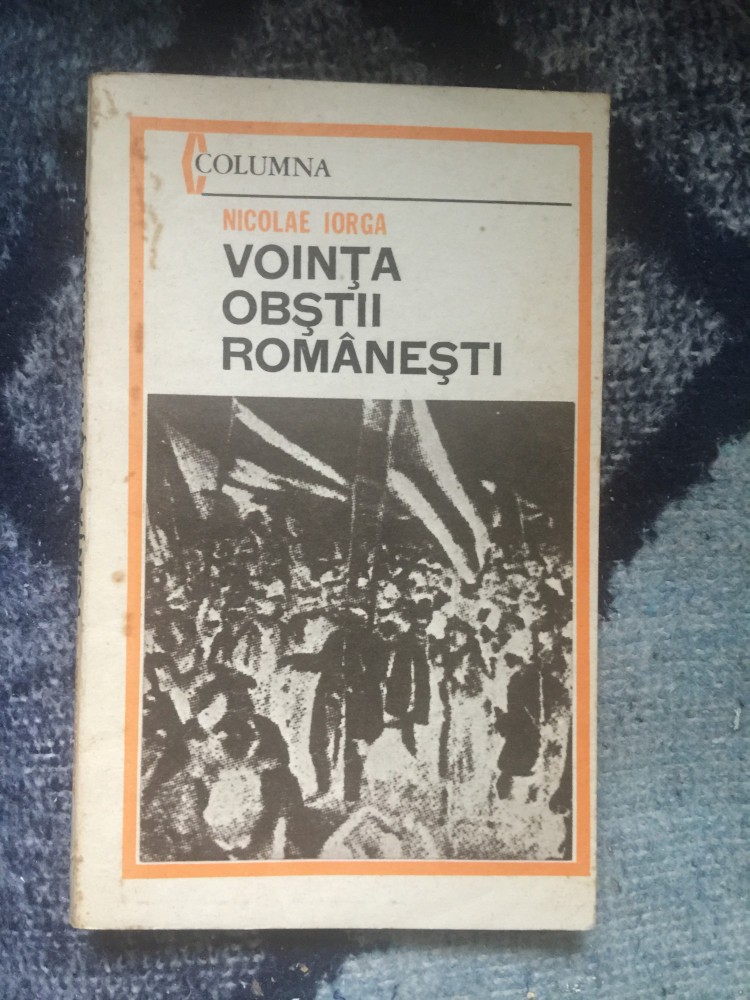 COLUMNA
NICOLAE IORGA
VOINȚA
OBȘTII
ROMÂNEȘTI